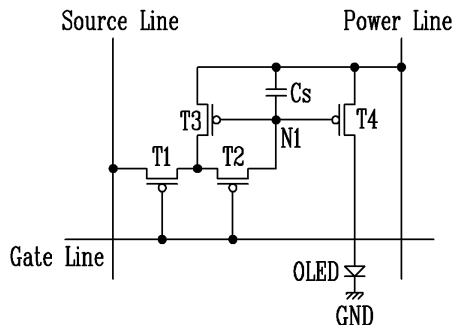 Source Line
Power Line
Cs
T3
T4
N1
T1
T2
Gate Line
OLED
GND